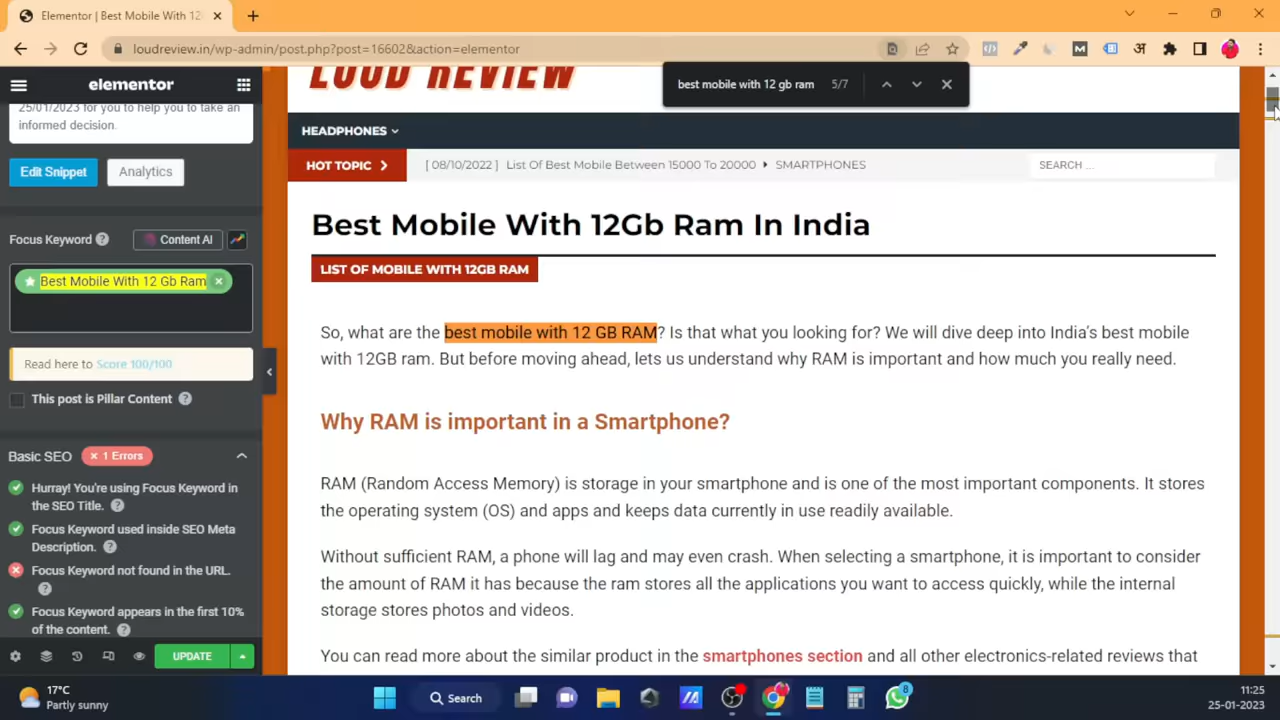 Elementor | Best Mobile With 12
loudreview.in/wp-admin/post.php?post=16602&action=elementor
M
अ
best mobile with 12 gb ram 5/7
elementor
25/01/2023 for you to help you to take an
informed decision.
Edit Snippet Analytics
Focus Keyword Content AI
Best Mobile With 12 Gb Ram
Read here to Score 100/100
This post is Pillar Content
Basic SEO × 1 Errors
Hurray! You're using Focus Keyword in
the SEO Title.
Focus Keyword used inside SEO Meta
Description.
Focus Keyword not found in the URL.
Focus Keyword appears in the first 10%
of the content.
UPDATE
LOUD REVIEW
HEADPHONES
HOT TOPIC
[ 08/10/2022 ] List Of Best Mobile Between 15000 To 20000 SMARTPHONES
SEARCH ...
Best Mobile With 12Gb Ram In India
LIST OF MOBILE WITH 12GB RAM
So, what are the best mobile with 12 GB RAM? Is that what you looking for? We will dive deep into India's best mobile
with 12GB ram. But before moving ahead, lets us understand why RAM is important and how much you really need.
Why RAM is important in a Smartphone?
RAM (Random Access Memory) is storage in your smartphone and is one of the most important components. It stores
the operating system (OS) and apps and keeps data currently in use readily available.
Without sufficient RAM, a phone will lag and may even crash. When selecting a smartphone, it is important to consider
the amount of RAM it has because the ram stores all the applications you want to access quickly, while the internal
storage stores photos and videos.
You can read more about the similar product in the smartphones section and all other electronics-related reviews that
17°C
Partly sunny
Search
8
11:25
25-01-2023